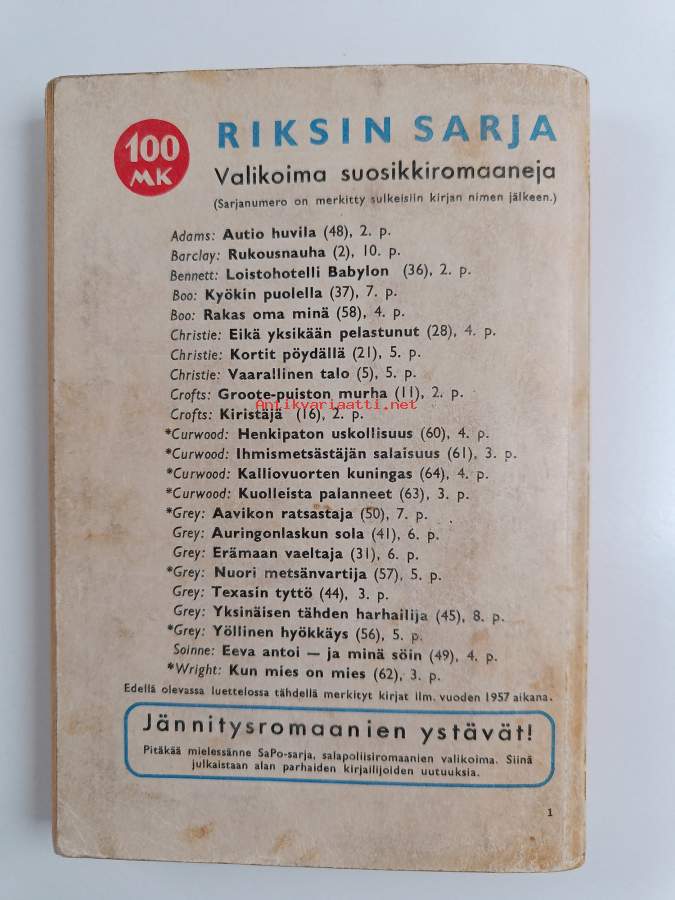 100
MK
RIKSIN SARJA
Valikoima suosikkiromaaneja
(Sarjanumero on merkitty sulkeisiin kirjan nimen jälkeen.)
Adams: Autio huvila (48), 2. p.
Barclay: Rukousnauha (2), 10. p.
Bennett: Loistohotelli Babylon (36), 2. p.
Boo: Kyökin puolella (37), 7. p.
Boo: Rakas oma minä (58), 4. p.
Christie: Eikä yksikään pelastunut (28), 4. p.
Christie: Kortit pöydällä (21), 5. p.
Christie: Vaarallinen talo (5), 5. p.
Crofts: Groote-puiston murha (11), 2. p.
Antikvariaatti.net
Crofts: Kiristäjä (16), 2. p.
*Curwood: Henkipaton uskollisuus (60), 4. p.
*Curwood: Ihmismetsästäjän salaisuus (61), 3. p.
*Curwood: Kalliovuorten kuningas (64), 4. p.
*Curwood: Kuolleista palanneet (63), 3. p.
*Grey: Aavikon ratsastaja (50), 7. p.
Grey: Auringonlaskun sola (41), 6. p.
Grey: Erämaan vaeltaja (31), 6. p.
*Grey: Nuori metsänvartija (57), 5. p.
Grey: Texasin tyttö (44), 3. p.
Grey: Yksinäisen tähden harhailija (45), 8. p.
*Grey: Yöllinen hyökkäys (56), 5. p.
Soinne: Eeva antoi — ja minä söin (49), 4. p.
*Wright: Kun mies on mies (62), 3. p.
Edellä olevassa luettelossa tähdellä merkityt kirjat ilm. vuoden 1957 aikana.
Jännitysromaanien ystävät!
Pitäkää mielessänne SaPo-sarja, salapoliisiromaanien valikoima. Siinä
julkaistaan alan parhaiden kirjailijoiden uutuuksia.
1